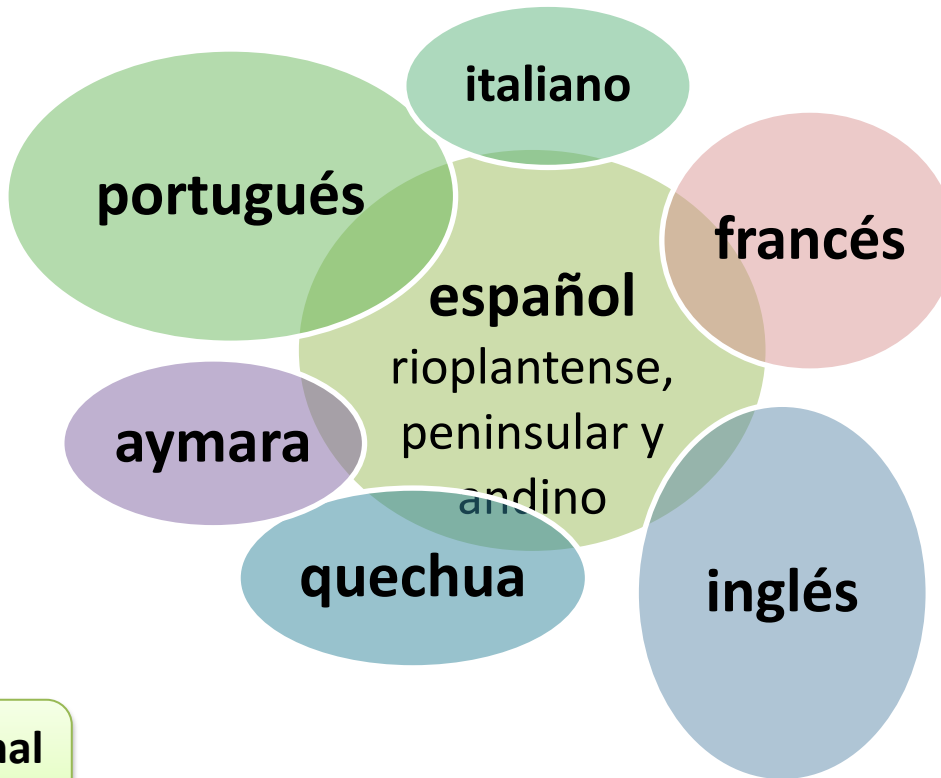 italiano
portugués
francés
español
rioplantense,
peninsular y
andino
aymara
quechua
inglés
nal